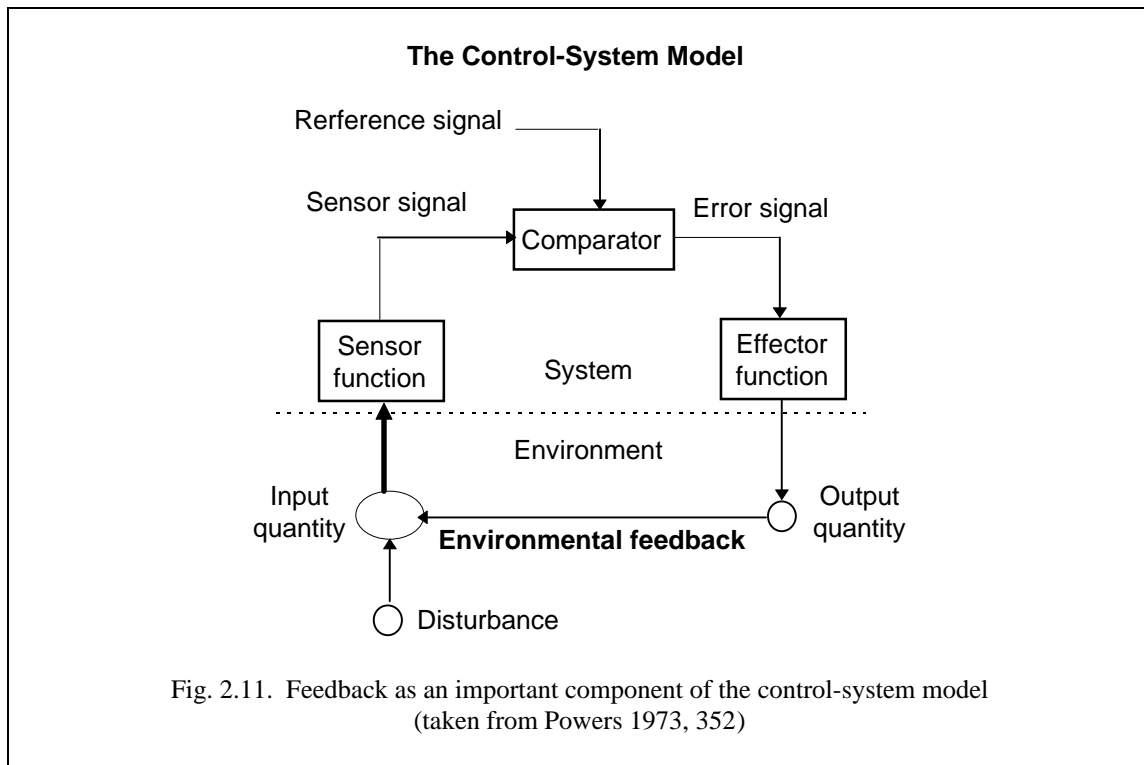 The Control-System Model
Rerference signal
Sensor signal
Error signal
Comparator
Sensor
function
Effector
function
System
Environment
Input
quantity
Output
quantity
Environmental feedback
Disturbance
Fig. 2.11. Feedback as an important component of the control-system model
(taken from Powers 1973, 352)